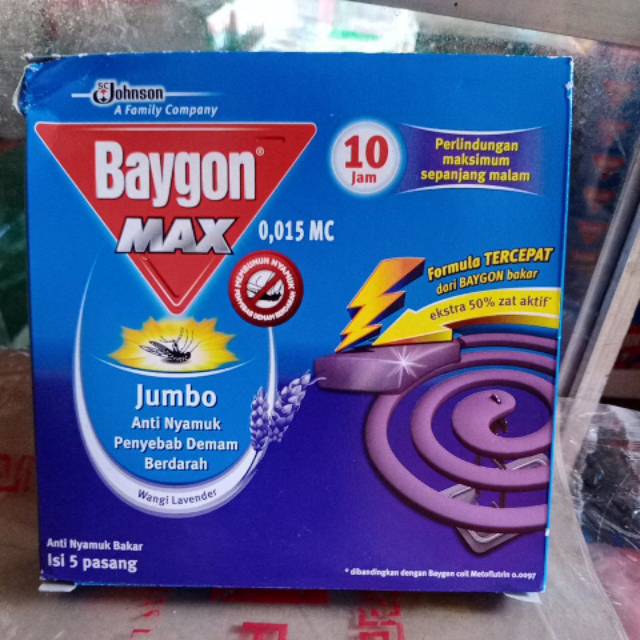 SC Johnson
A Family Company
Baygon®
MAX
0,015 MC
10
Jam
Perlindungan
maksimum
sepanjang malam
Formula TERCEPAT
dari BAYGON bakar
ekstra 50% zat aktif*
Jumbo
Anti Nyamuk
Penyebab Demam
Berdarah
Wangi Lavender
Anti Nyamuk Bakar
Isi 5 pasang
* dibandingkan dengan Baygon coil Metoflutrin 0.0097